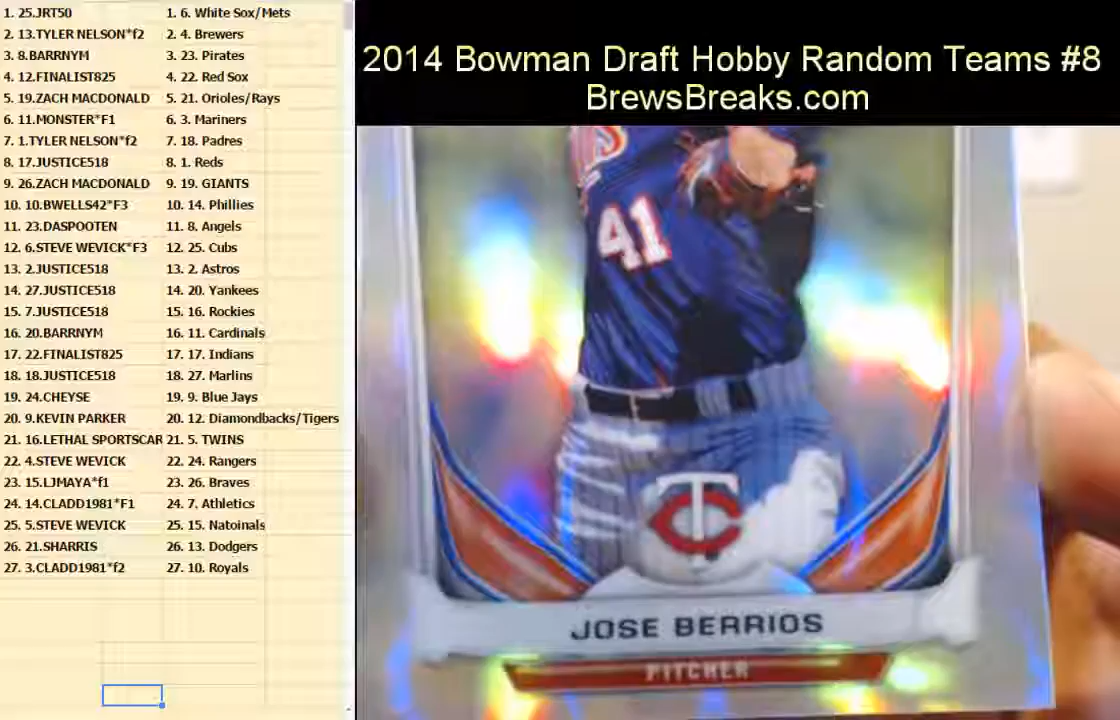 1. 25.JRT50 1. 6. White Sox/Mets
2. 13.TYLER NELSON*f2 2. 4. Brewers
3. 8.BARRNYM 3. 23. Pirates
4. 12.FINALIST825 4. 22. Red Sox
5. 19.ZACH MACDONALD 5. 21. Orioles/Rays
6. 11.MONSTER*F1 6. 3. Mariners
7. 1.TYLER NELSON*f2 7. 18. Padres
8. 17.JUSTICE518 8. 1. Reds
9. 26.ZACH MACDONALD 9. 19. GIANTS
10. 10.BWELLS42*F3 10. 14. Phillies
11. 23.DASPOOTEN 11. 8. Angels
12. 6.STEVE WEVICK*F3 12. 25. Cubs
13. 2.JUSTICE518 13. 2. Astros
14. 27.JUSTICE518 14. 20. Yankees
15. 7.JUSTICE518 15. 16. Rockies
16. 20.BARRNYM 16. 11. Cardinals
17. 22.FINALIST825 17. 17. Indians
18. 18.JUSTICE518 18. 27. Marlins
19. 24.CHEYSE 19. 9. Blue Jays
20. 9.KEVIN PARKER 20. 12. Diamondbacks/Tigers
21. 16.LETHAL SPORTSCAR 21. 5. TWINS
22. 4.STEVE WEVICK 22. 24. Rangers
23. 15.LJMAYA*f1 23. 26. Braves
24. 14.CLADD1981*F1 24. 7. Athletics
25. 5.STEVE WEVICK 25. 15. Natoinals
26. 21.SHARRIS 26. 13. Dodgers
27. 3.CLADD1981*f2 27. 10. Royals
2014 Bowman Draft Hobby Random Teams #8
BrewsBreaks.com
41
TC
JOSE BERRIOS
PITCHER